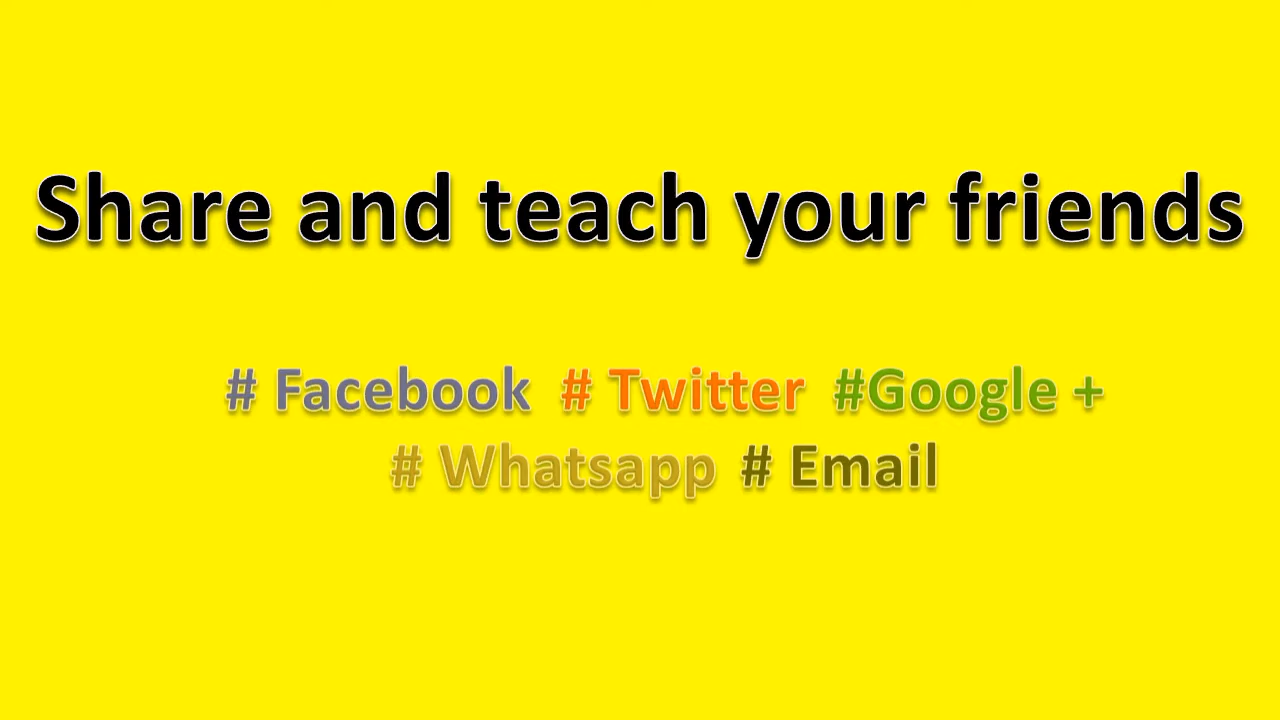 Share and teach your friends
# Facebook # Twitter #Google +
# Whatsapp # Email